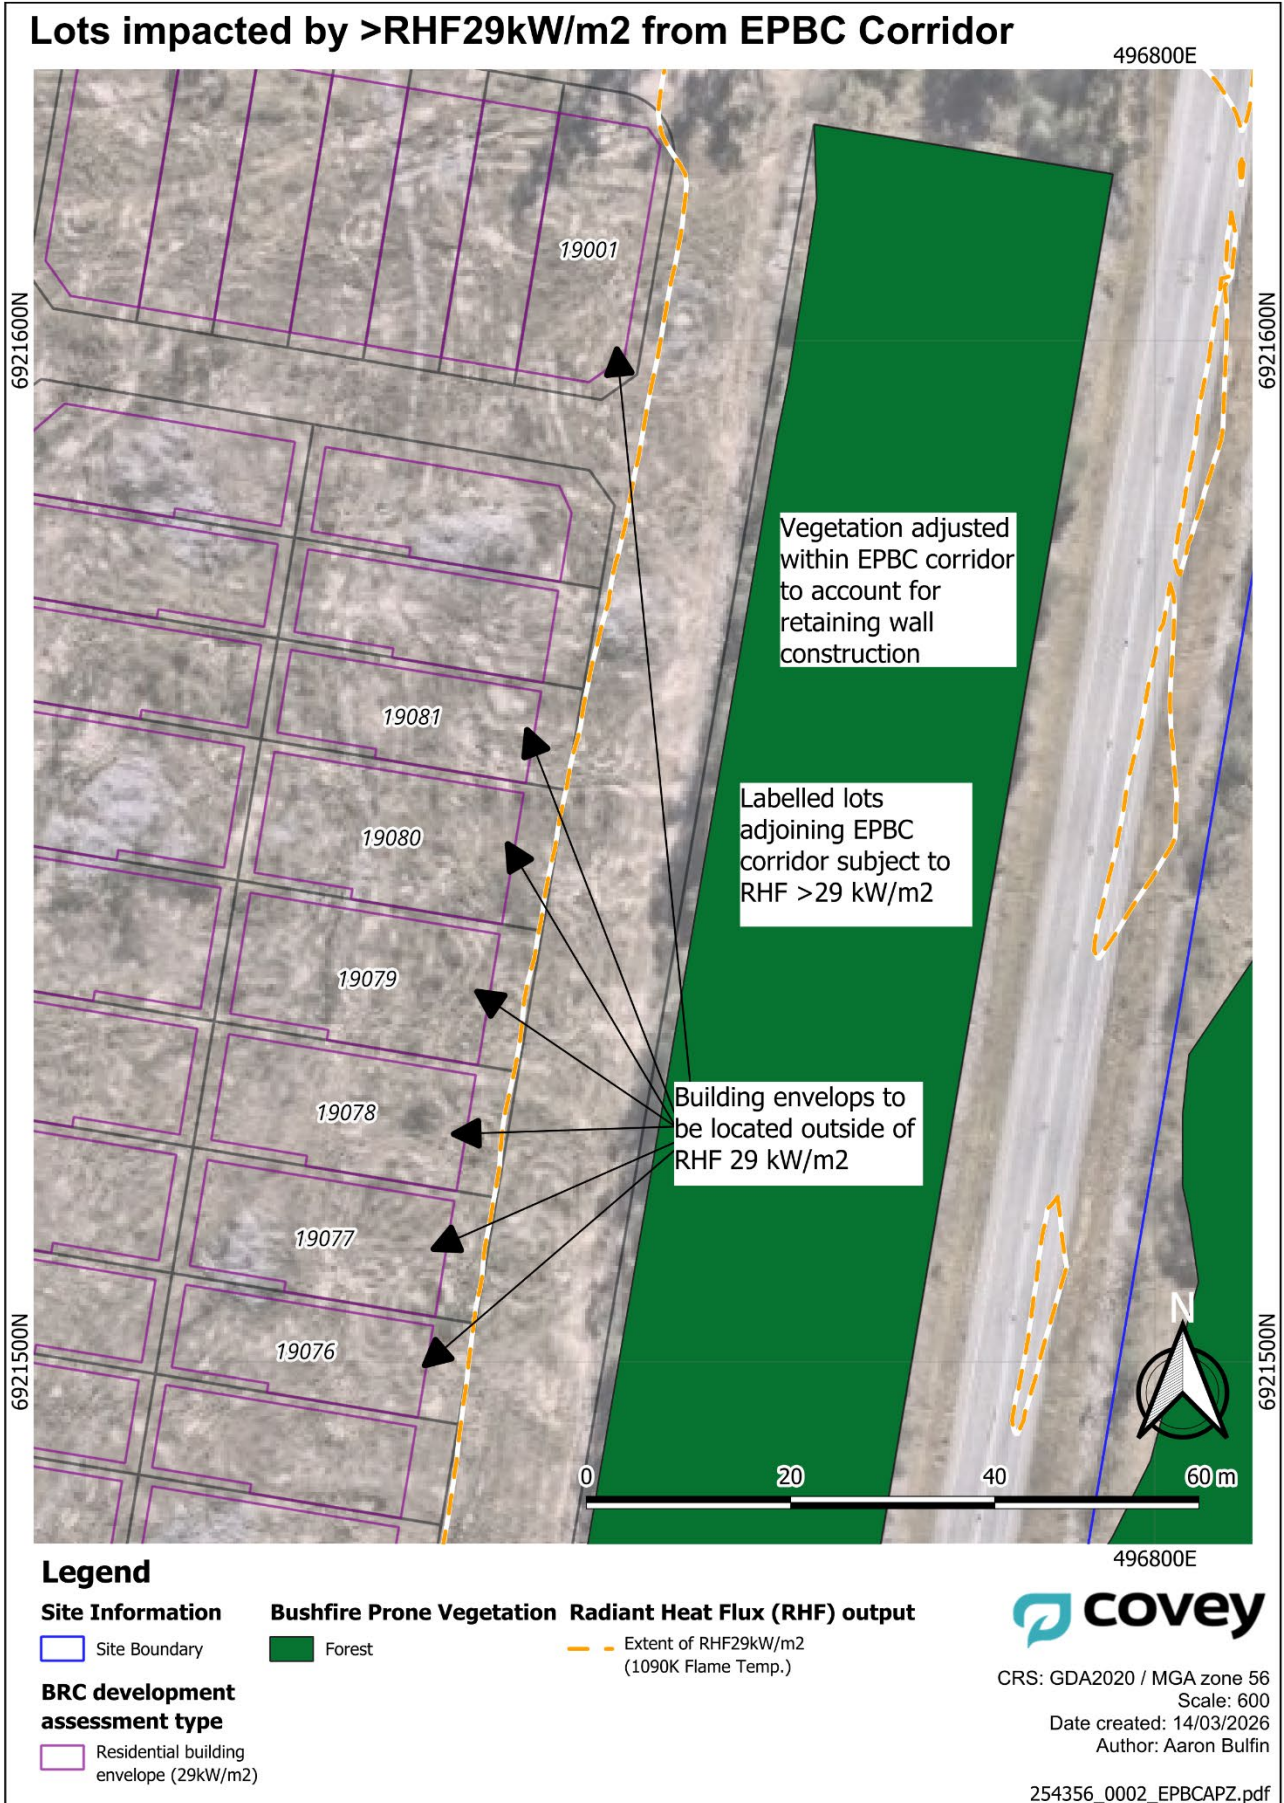 Lots impacted by >RHF29kW/m2 from EPBC Corridor
496800E
19001
6921600N
6921600N
Vegetation adjusted
within EPBC corridor
to account for
retaining wall
construction
19081
Labelled lots
adjoining EPBC
corridor subject to
RHF >29 kW/m2
19080
19079
Building envelops to
be located outside of
RHF 29 kW/m2
19078
19077
19076
N
6921500N
6921500N
0 20 40 60 m
496800E
Legend
Site Information
Site Boundary
BRC development
assessment type
Residential building
envelope (29kW/m2)
Bushfire Prone Vegetation
Forest
Radiant Heat Flux (RHF) output
Extent of RHF29kW/m2
(1090K Flame Temp.)
covey
CRS: GDA2020 / MGA zone 56
Scale: 600
Date created: 14/03/2026
Author: Aaron Bulfin
254356_0002_EPBCAPZ.pdf